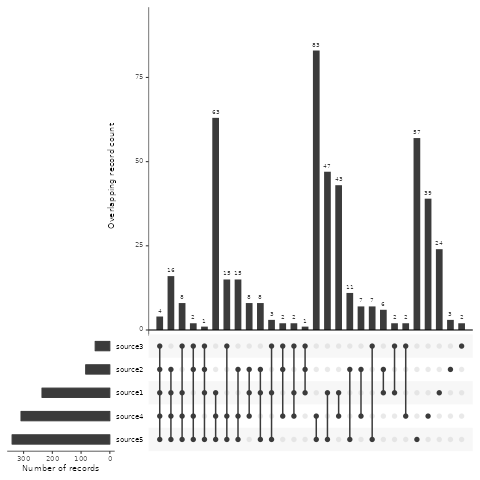 Overlapping record count
75
50
25
0
4 16 8 2 1 63 15 15 8 8 3 2 2 1 83 47 43 11 7 7 6 2 2 57 39 24 3 2
source3
source2
source1
source4
source5
300 200 100 0
Number of records